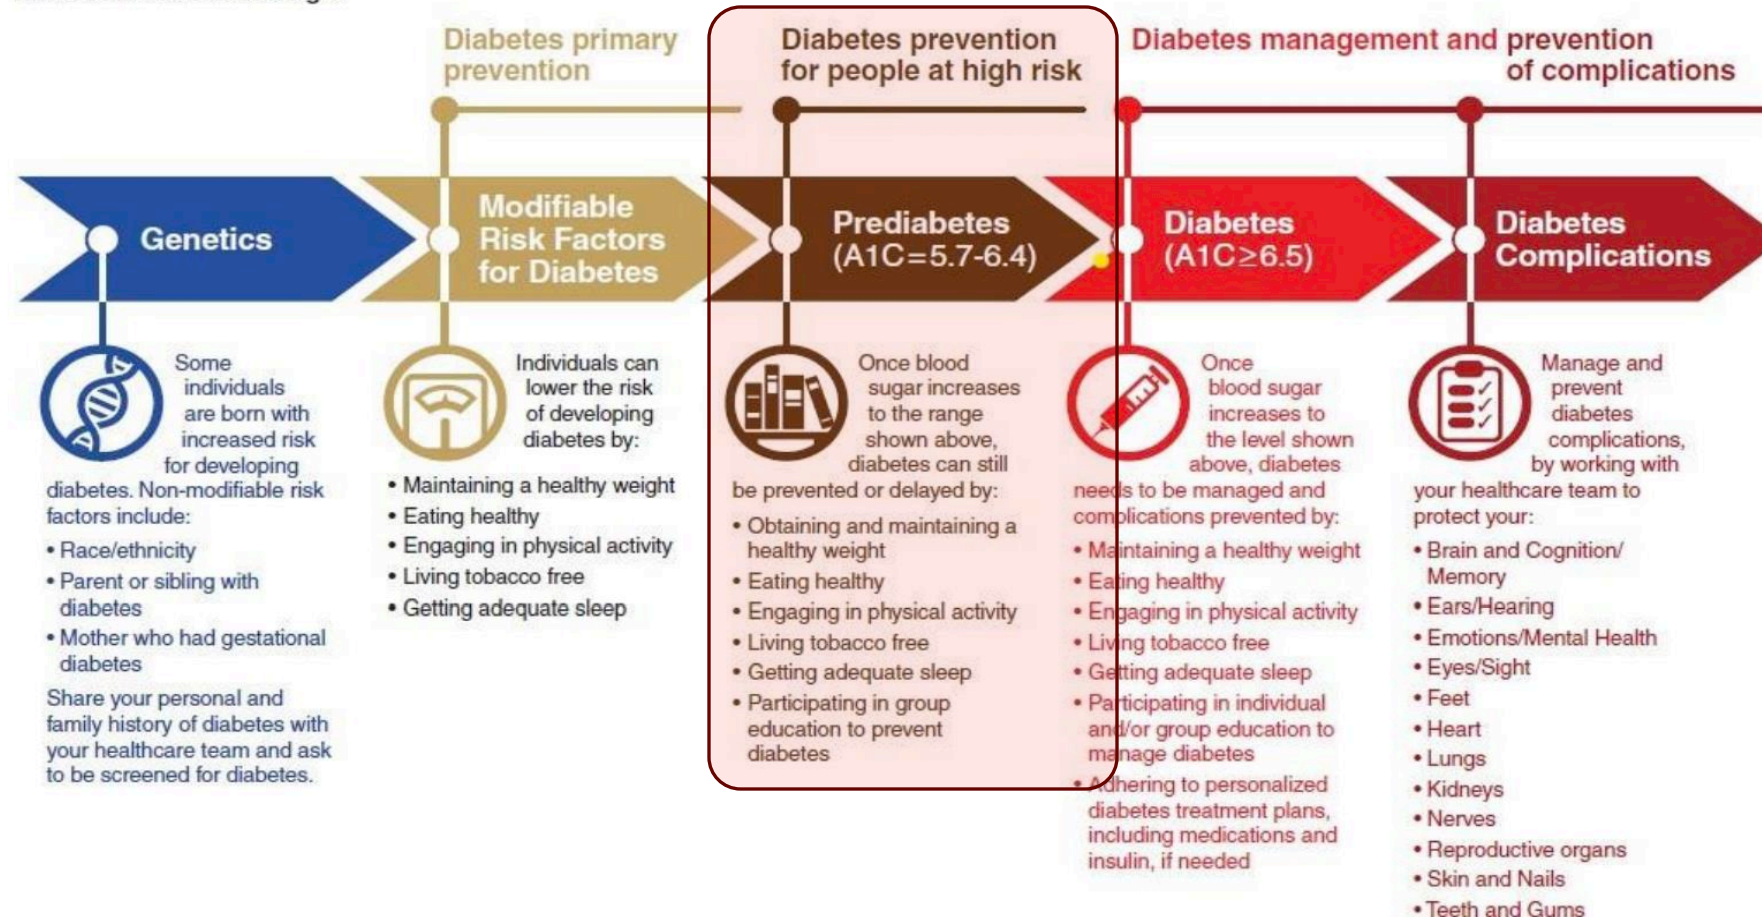 Diabetes primary
prevention
Diabetes prevention
for people at high risk
Diabetes management and prevention
of complications
Genetics
Modifiable
Risk Factors
for Diabetes
Prediabetes
(A1C=5.7-6.4)
Diabetes
(A1C≥6.5)
Diabetes
Complications
Some
individuals
are born with
increased risk
for developing
diabetes. Non-modifiable risk
factors include:
• Race/ethnicity
• Parent or sibling with
diabetes
• Mother who had gestational
diabetes
Share your personal and
family history of diabetes with
your healthcare team and ask
to be screened for diabetes.
Individuals can
lower the risk
of developing
diabetes by:
• Maintaining a healthy weight
• Eating healthy
• Engaging in physical activity
• Living tobacco free
• Getting adequate sleep
Once blood
sugar increases
to the range
shown above,
diabetes can still
be prevented or delayed by:
• Obtaining and maintaining a
healthy weight
• Eating healthy
• Engaging in physical activity
• Living tobacco free
• Getting adequate sleep
• Participating in group
education to prevent
diabetes
Once
blood sugar
increases to
the level shown
above, diabetes
needs to be managed and
complications prevented by:
• Maintaining a healthy weight
• Eating healthy
• Engaging in physical activity
• Living tobacco free
• Getting adequate sleep
• Participating in individual
and/or group education to
manage diabetes
• Adhering to personalized
diabetes treatment plans,
including medications and
insulin, if needed
Manage and
prevent
diabetes
complications,
by working with
your healthcare team to
protect your:
• Brain and Cognition/
Memory
• Ears/Hearing
• Emotions/Mental Health
• Eyes/Sight
• Feet
• Heart
• Lungs
• Kidneys
• Nerves
• Reproductive organs
• Skin and Nails
• Teeth and Gums